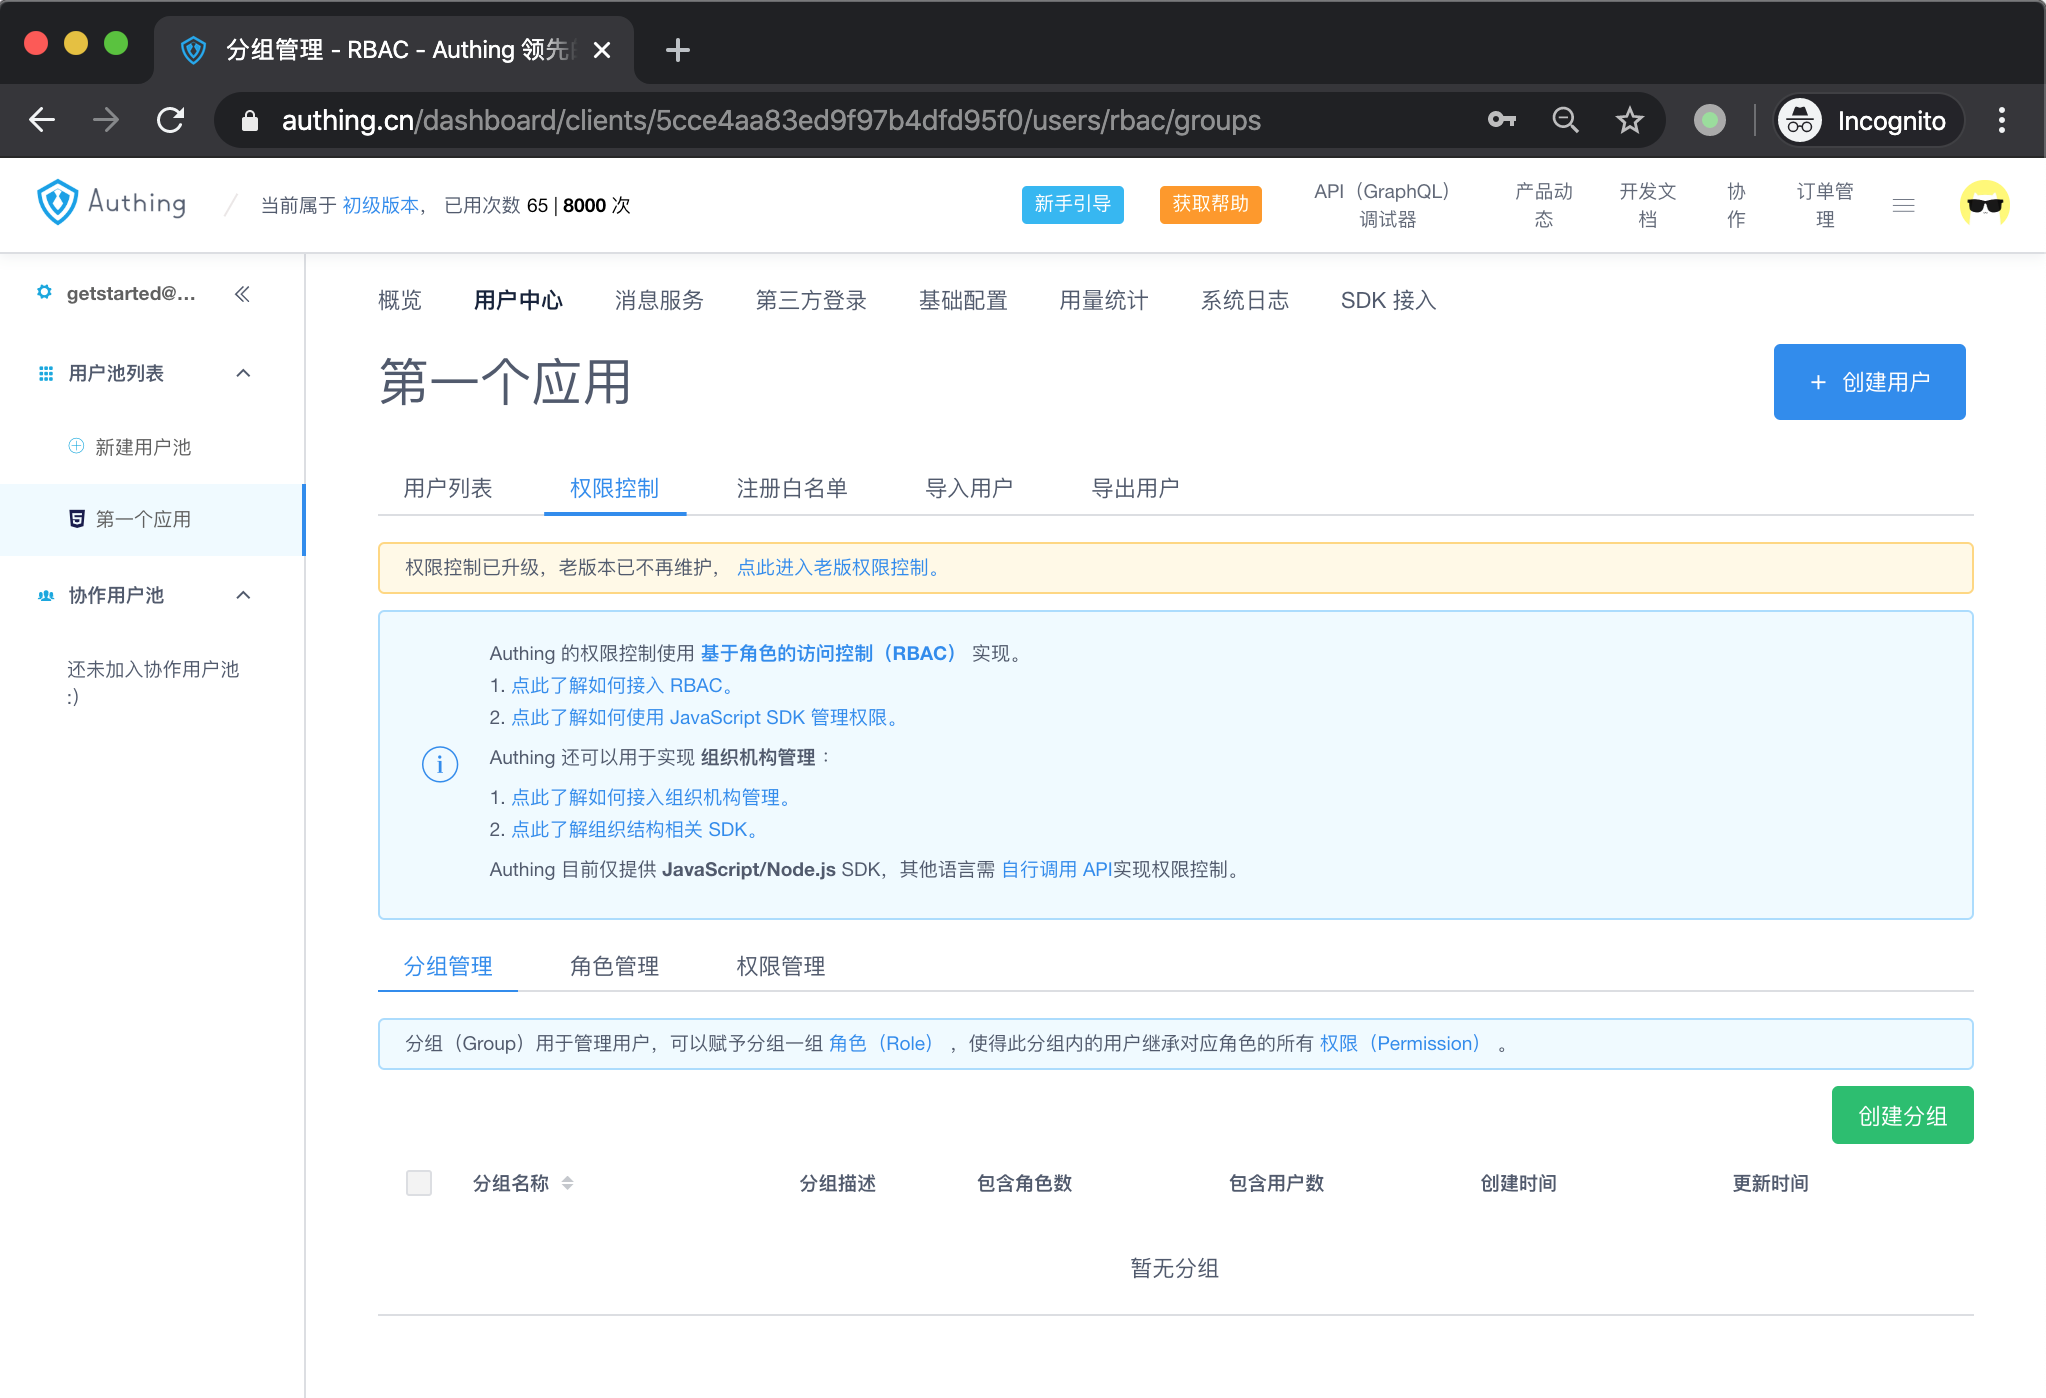 分组管理 - RBAC - Authing 领先
authing.cn/dashboard/clients/5cce4aa83ed9f97b4dfd95f0/users/rbac/groups
Incognito
Authing / 当前属于 初级版本， 已用次数 65 | 8000 次
新手引导
获取帮助
API（GraphQL）
调试器
产品动
态
开发文
档
协
作
订单管
理
getstarted@...
用户池列表
新建用户池
第一个应用
协作用户池
还未加入协作用户池
:)
概览 用户中心 消息服务 第三方登录 基础配置 用量统计 系统日志 SDK 接入
第一个应用
+ 创建用户
用户列表 权限控制 注册白名单 导入用户 导出用户
权限控制已升级，老版本已不再维护， 点此进入老版权限控制。
Authing 的权限控制使用 基于角色的访问控制（RBAC） 实现。
1. 点此了解如何接入 RBAC。
2. 点此了解如何使用 JavaScript SDK 管理权限。
Authing 还可以用于实现 组织机构管理：
1. 点此了解如何接入组织机构管理。
2. 点此了解组织结构相关 SDK。
Authing 目前仅提供 JavaScript/Node.js SDK，其他语言需 自行调用 API实现权限控制。
分组管理 角色管理 权限管理
分组（Group）用于管理用户，可以赋予分组一组 角色（Role） ，使得此分组内的用户继承对应角色的所有 权限（Permission） 。
创建分组
分组名称 分组描述 包含角色数 包含用户数 创建时间 更新时间
暂无分组